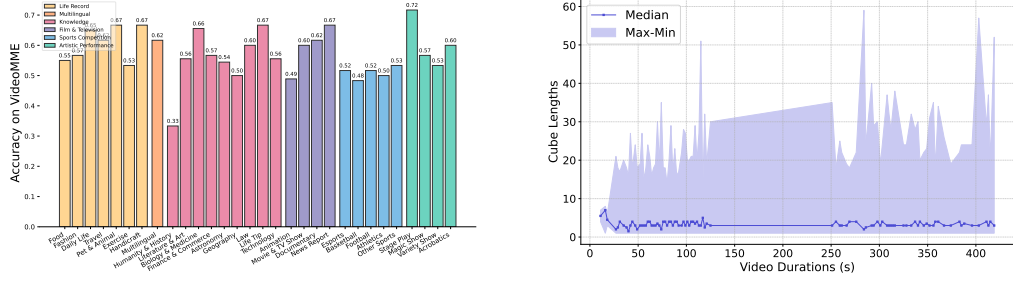 Accuracy on VideoMME
0.7
0.6
0.5
0.4
0.3
0.2
0.1
0.0
Life Record
Multilingual
Knowledge
Film & Television
Sports Competition
Artistic Performance
0.55
0.57
0.65
0.67
0.53
0.67
0.62
0.33
0.56
0.66
0.57
0.54
0.50
0.60
0.67
0.56
0.49
0.60
0.62
0.67
0.52
0.48
0.52
0.50
0.53
0.72
0.57
0.53
0.60
Food
Fashion
Daily Life
Travel
Pet & Animal
Exercise
Handicraft
Multilingual
Humanity & History
Literature & Art
Biology & Medicine
Finance & Commerce
Astronomy
Geography
Law
Life Tip
Technology
Animation
Movie & TV Show
Documentary
News Report
Esports
Basketball
Football
Athletics
Other Sports
Stage Play
Magic Show
Variety Show
Acrobatics
Cube Lengths
60
50
40
30
20
10
0
Median
Max-Min
0 50 100 150 200 250 300 350 400
Video Durations (s)